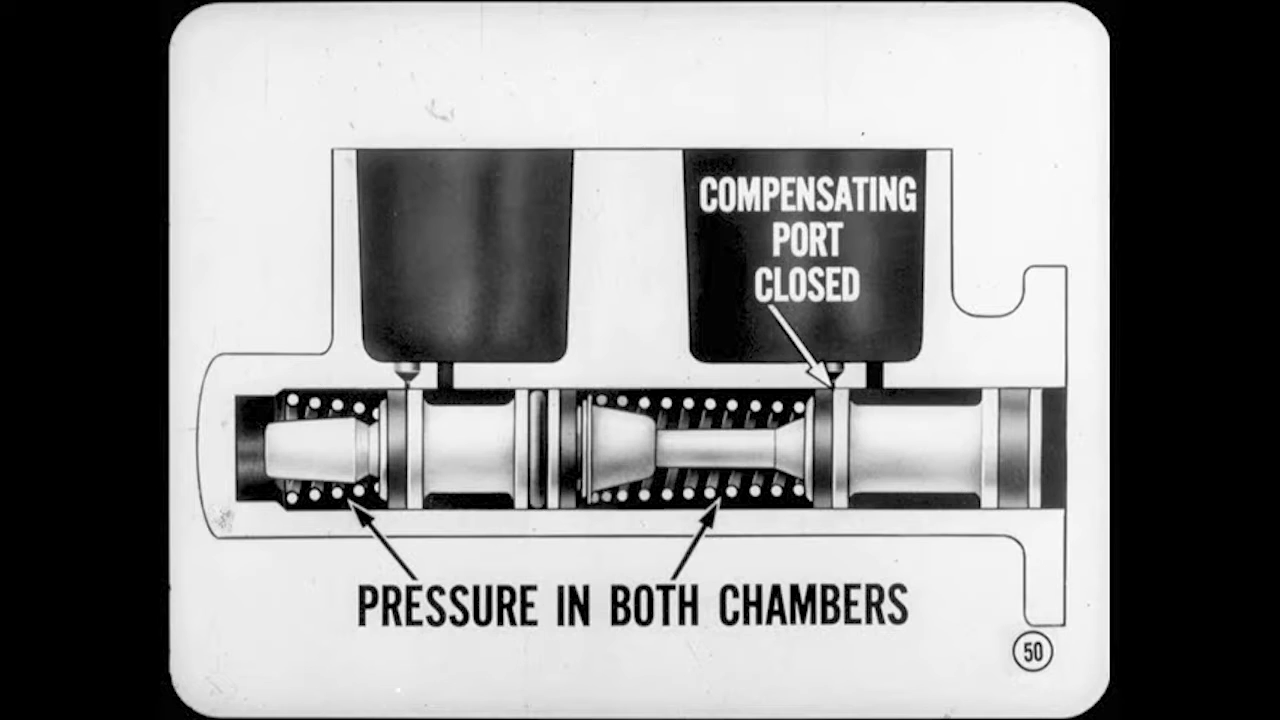 COMPENSATING
PORT
CLOSED
PRESSURE IN BOTH CHAMBERS
50